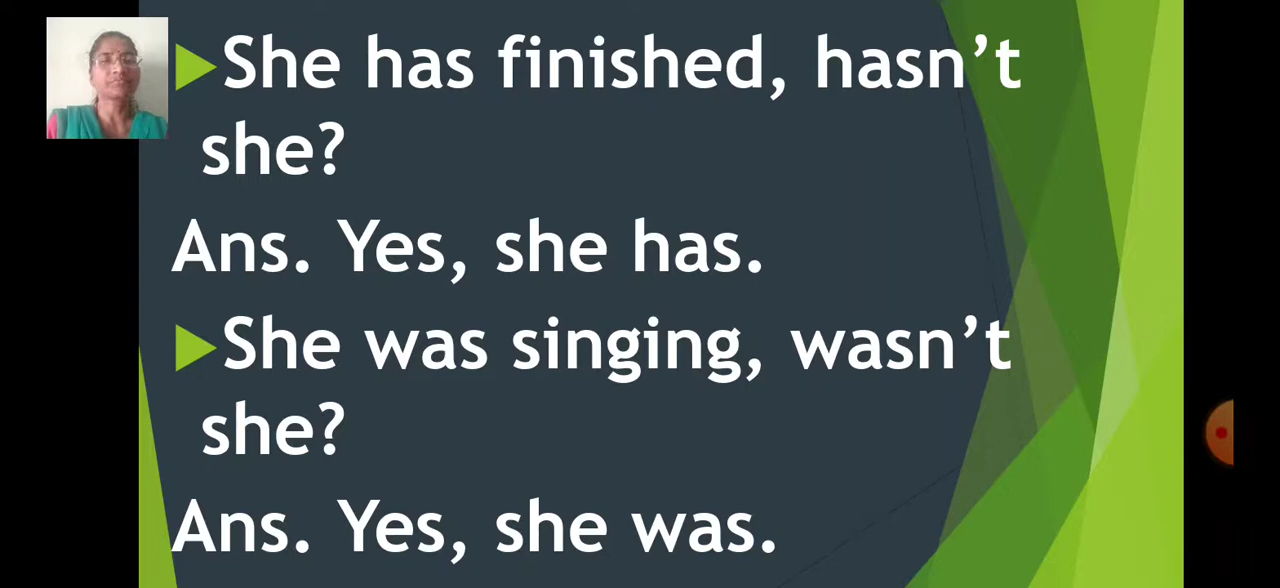 She has finished, hasn’t
she?
Ans. Yes, she has.
She was singing, wasn’t
she?
Ans. Yes, she was.